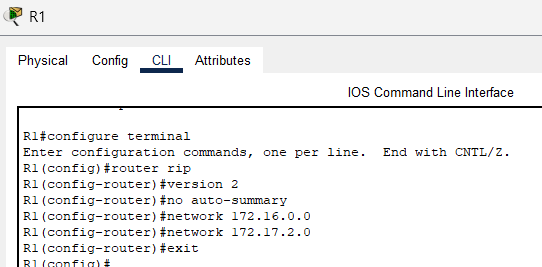 R1
Physical Config CLI Attributes
IOS Command Line Interface
R1#configure terminal
Enter configuration commands, one per line.  End with CNTL/Z.
R1(config)#router rip
R1(config-router)#version 2
R1(config-router)#no auto-summary
R1(config-router)#network 172.16.0.0
R1(config-router)#network 172.17.2.0
R1(config-router)#exit
R1(config)#